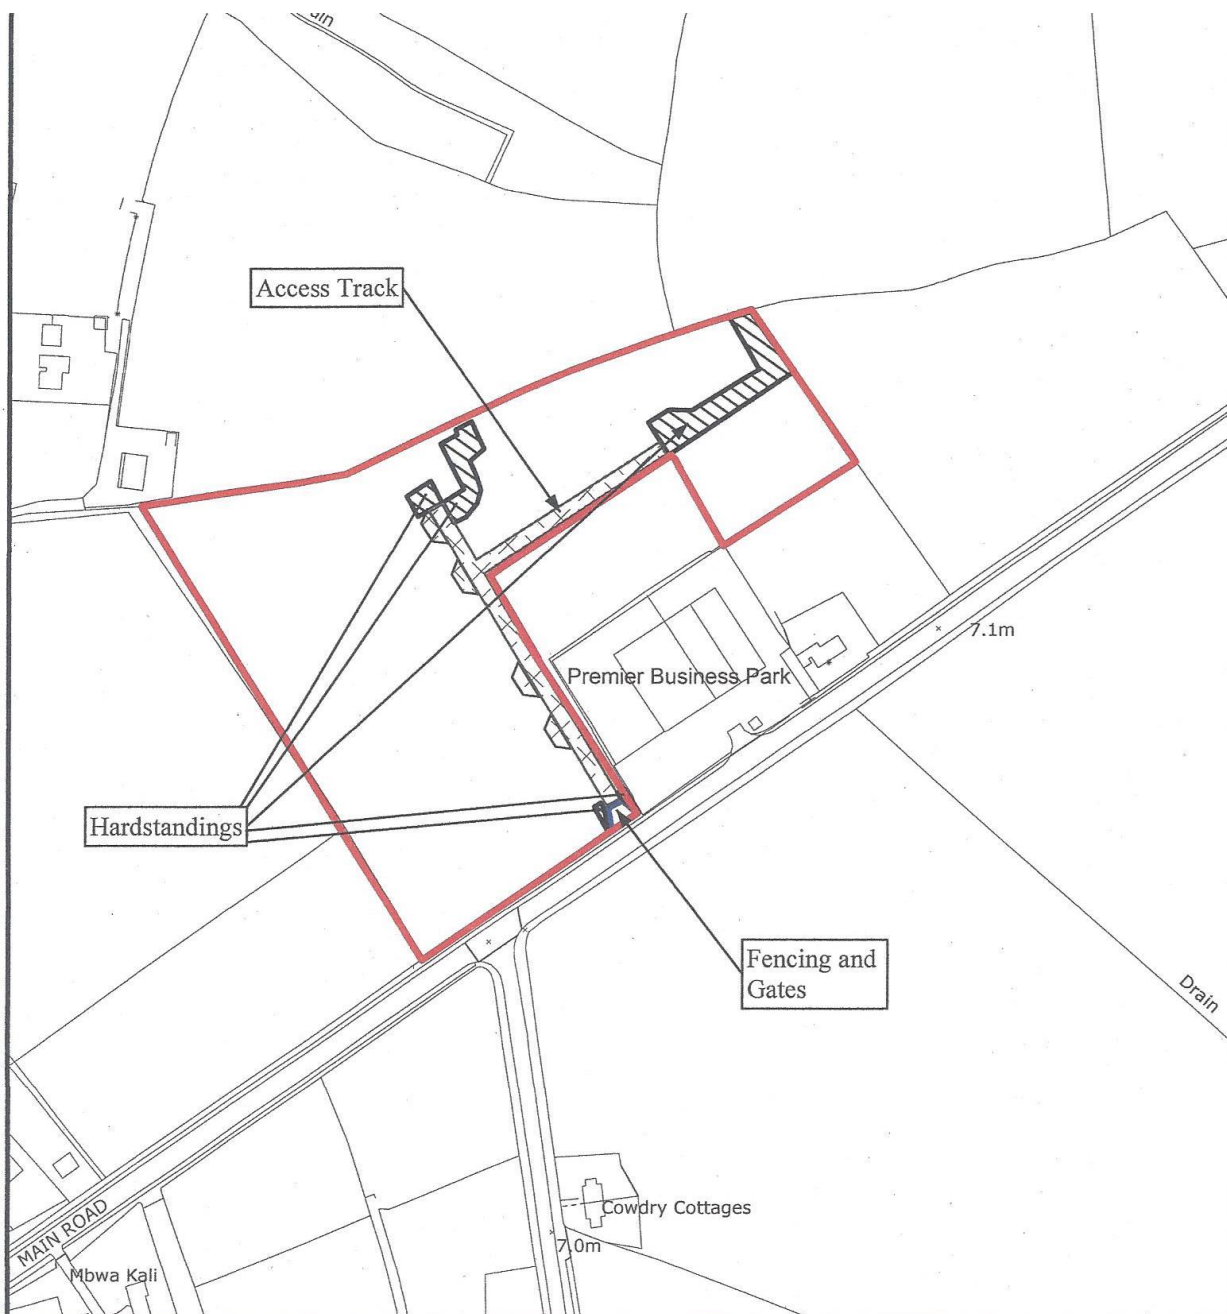 Access Track
7.1m
Premier Business Park
Hardstandings
Fencing and
Gates
Drain
Cowdry Cottages
MAIN ROAD
7.0m
Mbwa Kali